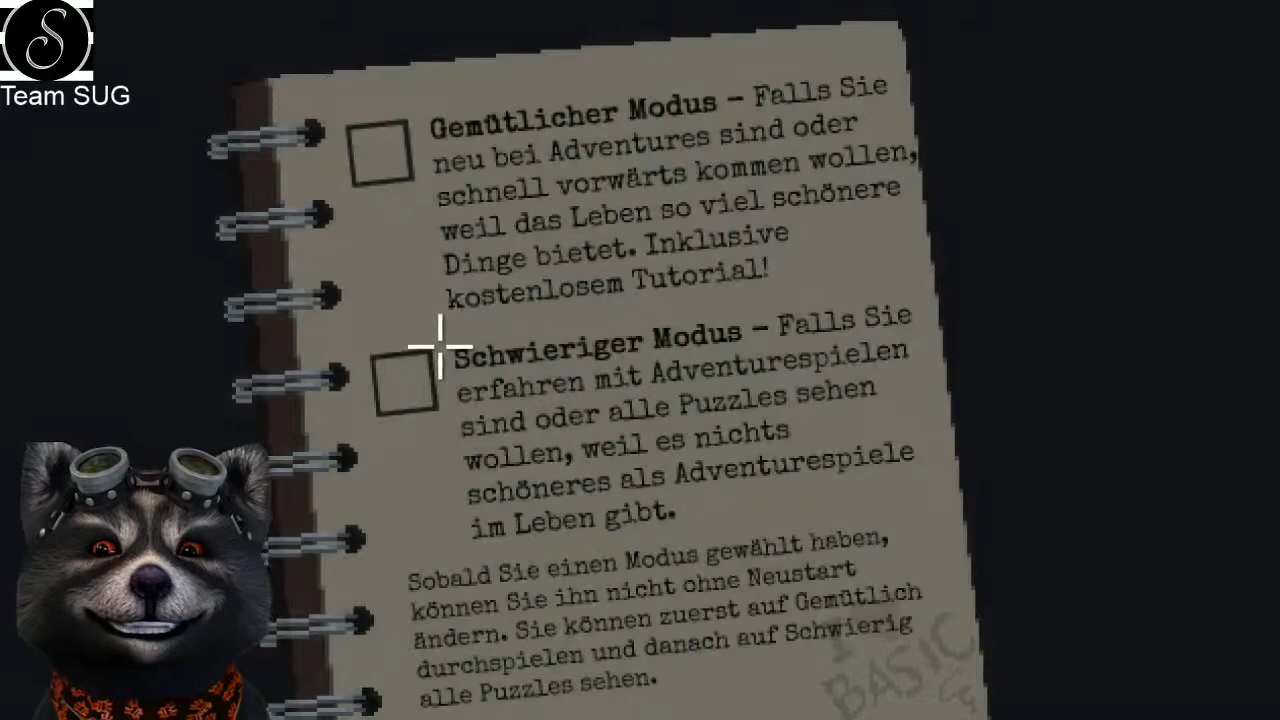 S
Team SUG
Gemütlicher Modus – Falls Sie
neu bei Adventures sind oder
schnell vorwärts kommen wollen,
weil das Leben so viel schönere
Dinge bietet. Inklusive
kostenlosem Tutorial!
Schwieriger Modus – Falls Sie
erfahren mit Adventurespielen
sind oder alle Puzzles sehen
wollen, weil es nichts
schöneres als Adventurespiele
im Leben gibt.
Sobald Sie einen Modus gewählt haben,
können Sie ihn nicht ohne Neustart
ändern. Sie können zuerst auf Gemütlich
durchspielen und danach auf Schwierig
alle Puzzles sehen.
BASIC